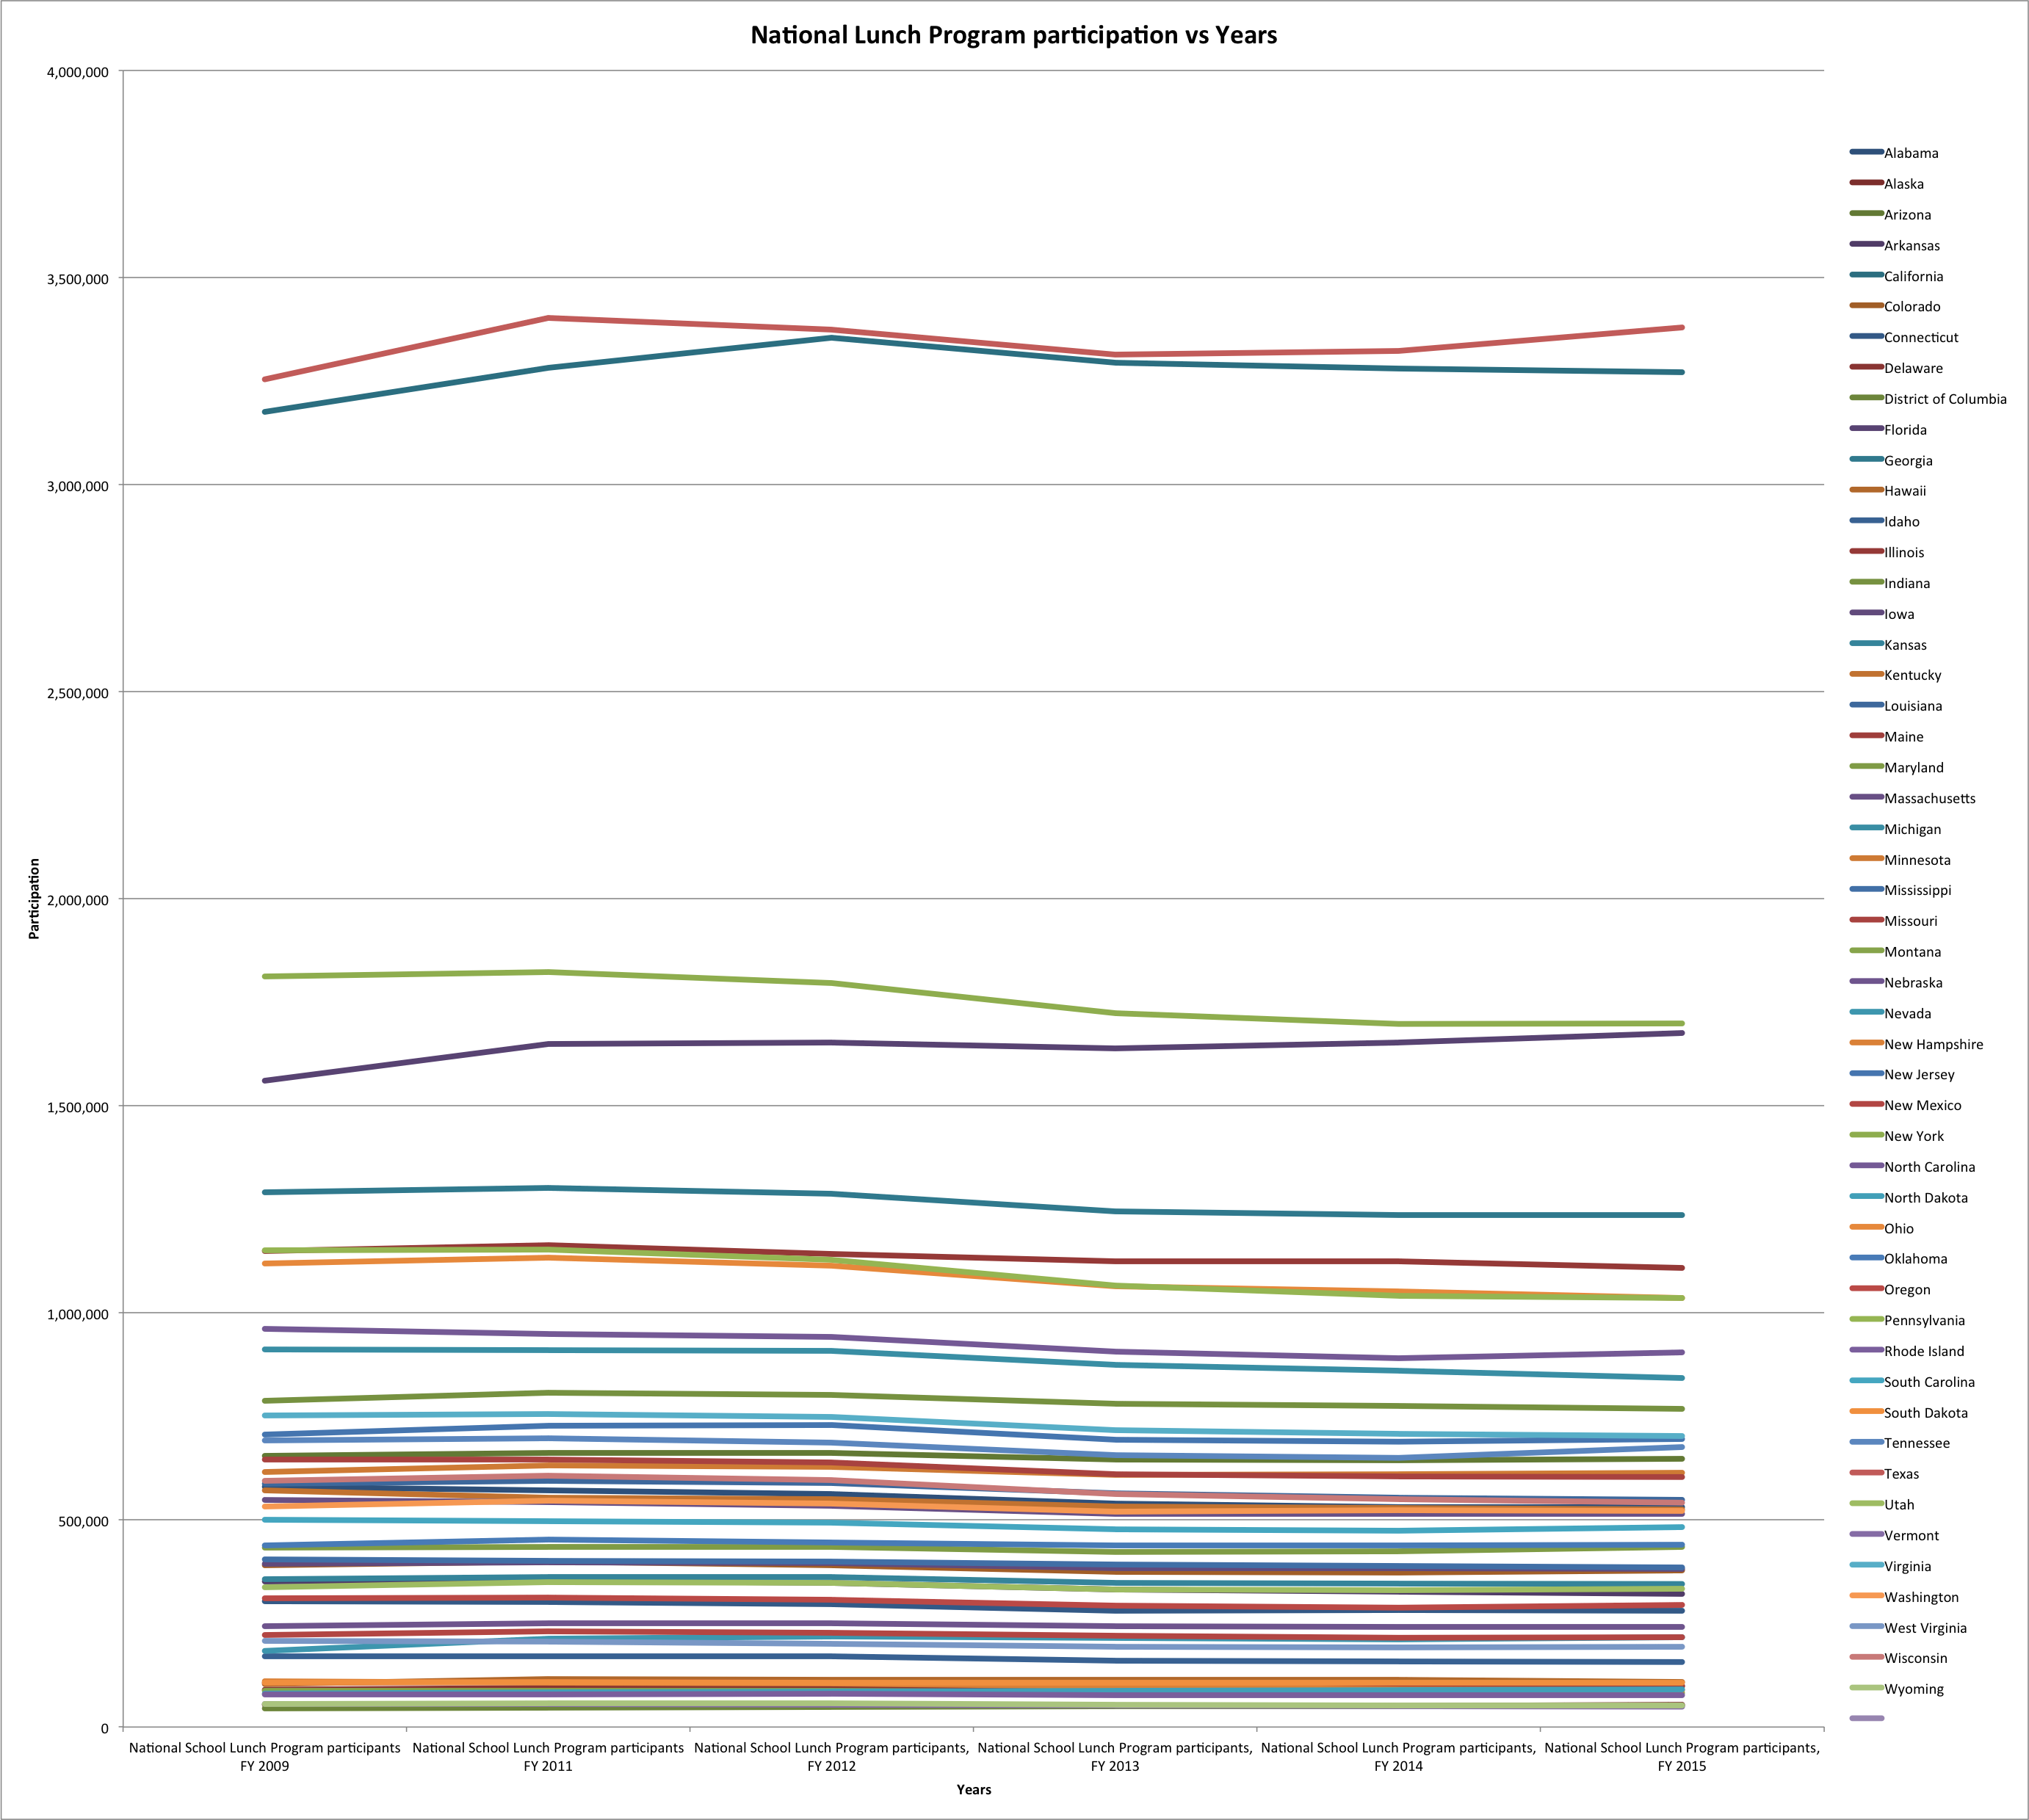 National Lunch Program participation vs Years
4,000,000
3,500,000
3,000,000
2,500,000
2,000,000
1,500,000
1,000,000
500,000
0
Participation
National School Lunch Program participants
FY 2009
National School Lunch Program participants
FY 2011
National School Lunch Program participants,
FY 2012
National School Lunch Program participants,
FY 2013
National School Lunch Program participants,
FY 2014
National School Lunch Program participants,
FY 2015
Years
Alabama
Alaska
Arizona
Arkansas
California
Colorado
Connecticut
Delaware
District of Columbia
Florida
Georgia
Hawaii
Idaho
Illinois
Indiana
Iowa
Kansas
Kentucky
Louisiana
Maine
Maryland
Massachusetts
Michigan
Minnesota
Mississippi
Missouri
Montana
Nebraska
Nevada
New Hampshire
New Jersey
New Mexico
New York
North Carolina
North Dakota
Ohio
Oklahoma
Oregon
Pennsylvania
Rhode Island
South Carolina
South Dakota
Tennessee
Texas
Utah
Vermont
Virginia
Washington
West Virginia
Wisconsin
Wyoming